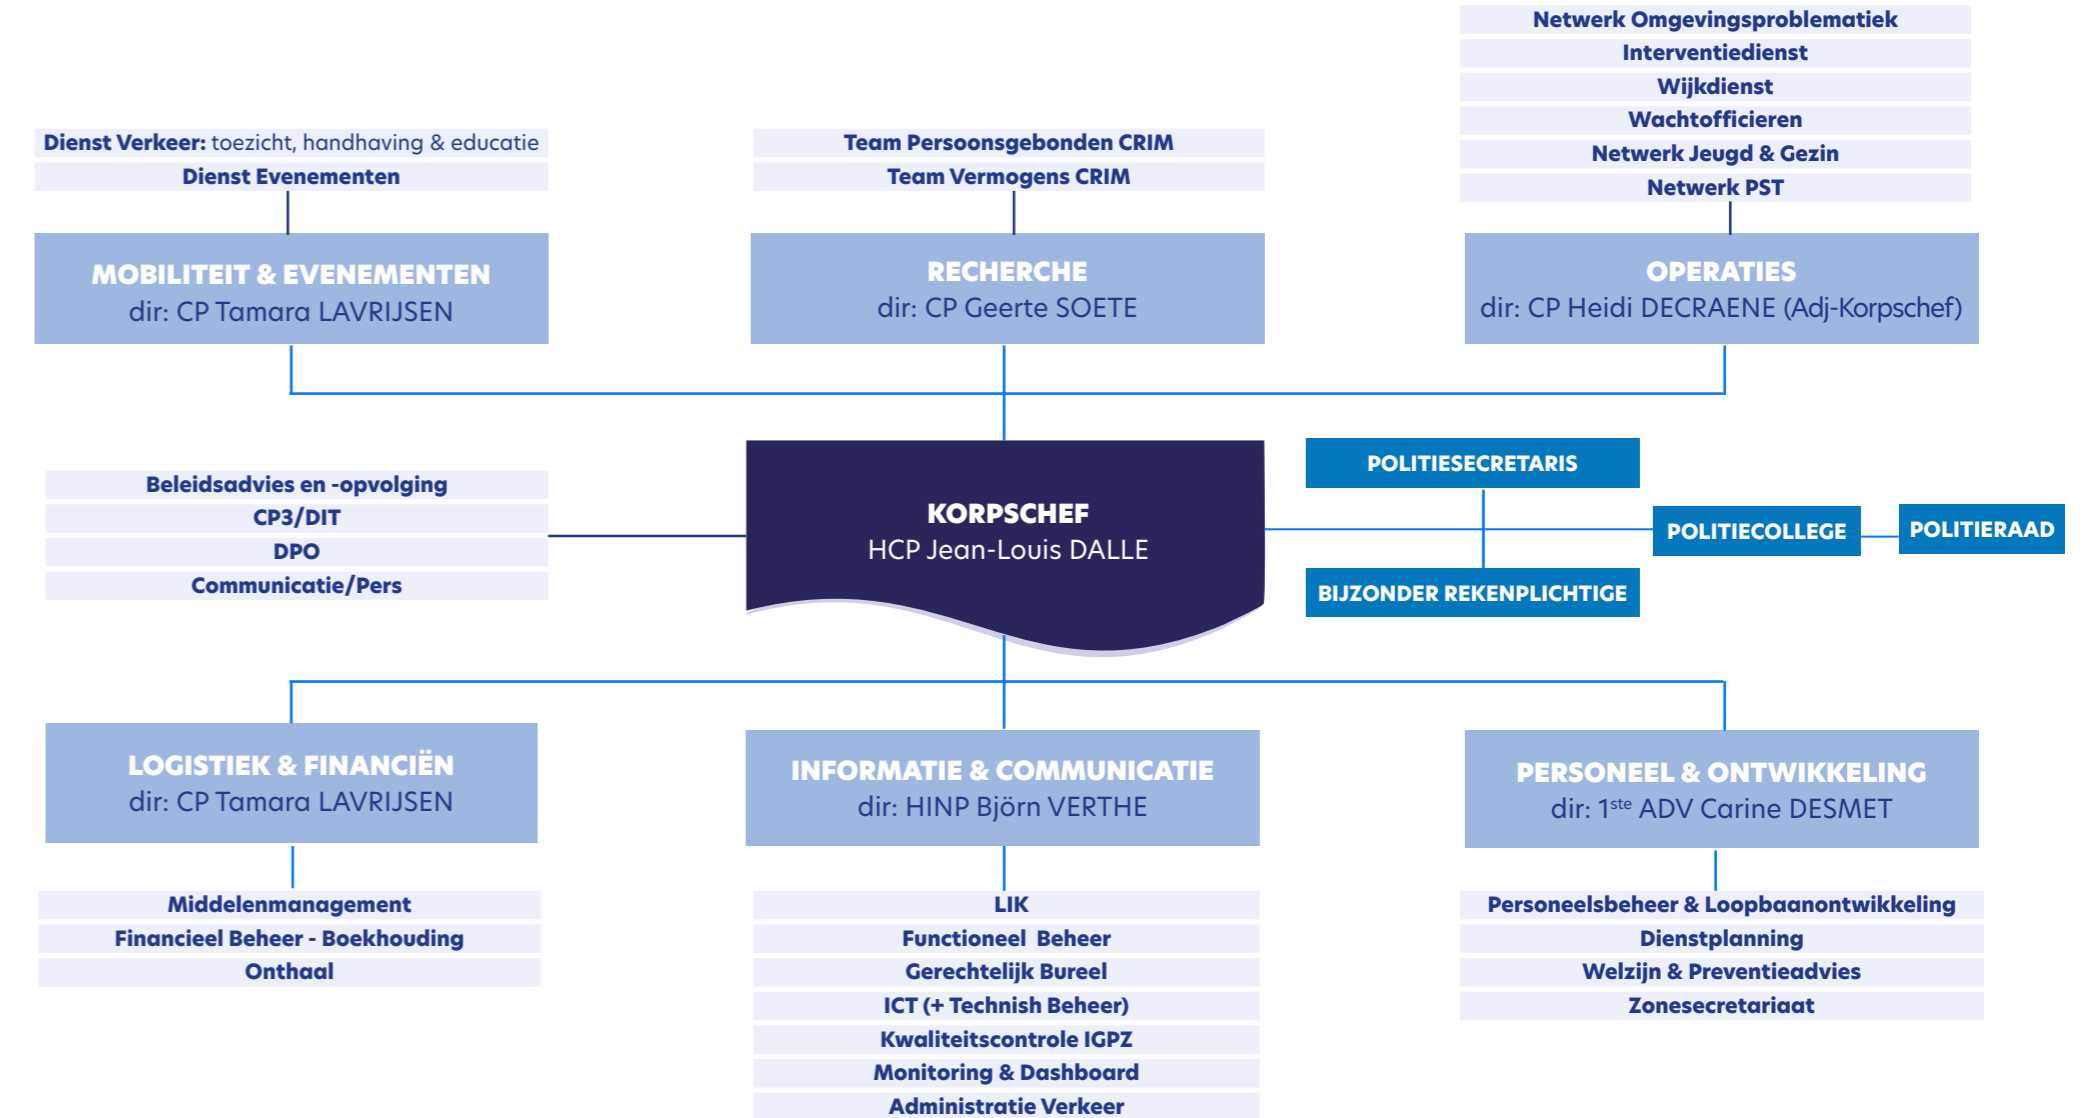 Netwerk Omgevingsproblematiek
Interventiedienst
Wijkdienst
Wachtofficieren
Netwerk Jeugd & Gezin
Netwerk PST
Dienst Verkeer: toezicht, handhaving & educatie
Dienst Evenementen
Team Persoonsgebonden CRIM
Team Vermogens CRIM
MOBILITEIT & EVENEMENTEN
dir: CP Tamara LAVRIJSEN
RECHERCHE
dir: CP Geerte SOETE
OPERATIES
dir: CP Heidi DECRAENE (Adj-Korpschef)
Beleidsadvies en -opvolging
CP3/DIT
DPO
Communicatie/Pers
KORPSCHEF
HCP Jean-Louis DALLE
POLITIESECRETARIS
POLITIECOLLEGE
POLITIERAAD
BIJZONDER REKENPLICHTIGE
LOGISTIEK & FINANCIËN
dir: CP Tamara LAVRIJSEN
INFORMATIE & COMMUNICATIE
dir: HINP Björn VERTHE
PERSONEEL & ONTWIKKELING
dir: 1ste ADV Carine DESMET
Middelenmanagement
Financieel Beheer - Boekhouding
Onthaal
LIK
Functioneel Beheer
Gerechtelijk Bureel
ICT (+ Technish Beheer)
Kwaliteitscontrole IGPZ
Monitoring & Dashboard
Administratie Verkeer
Personeelsbeheer & Loopbaanontwikkeling
Dienstplanning
Welzijn & Preventieadvies
Zonesecretariaat